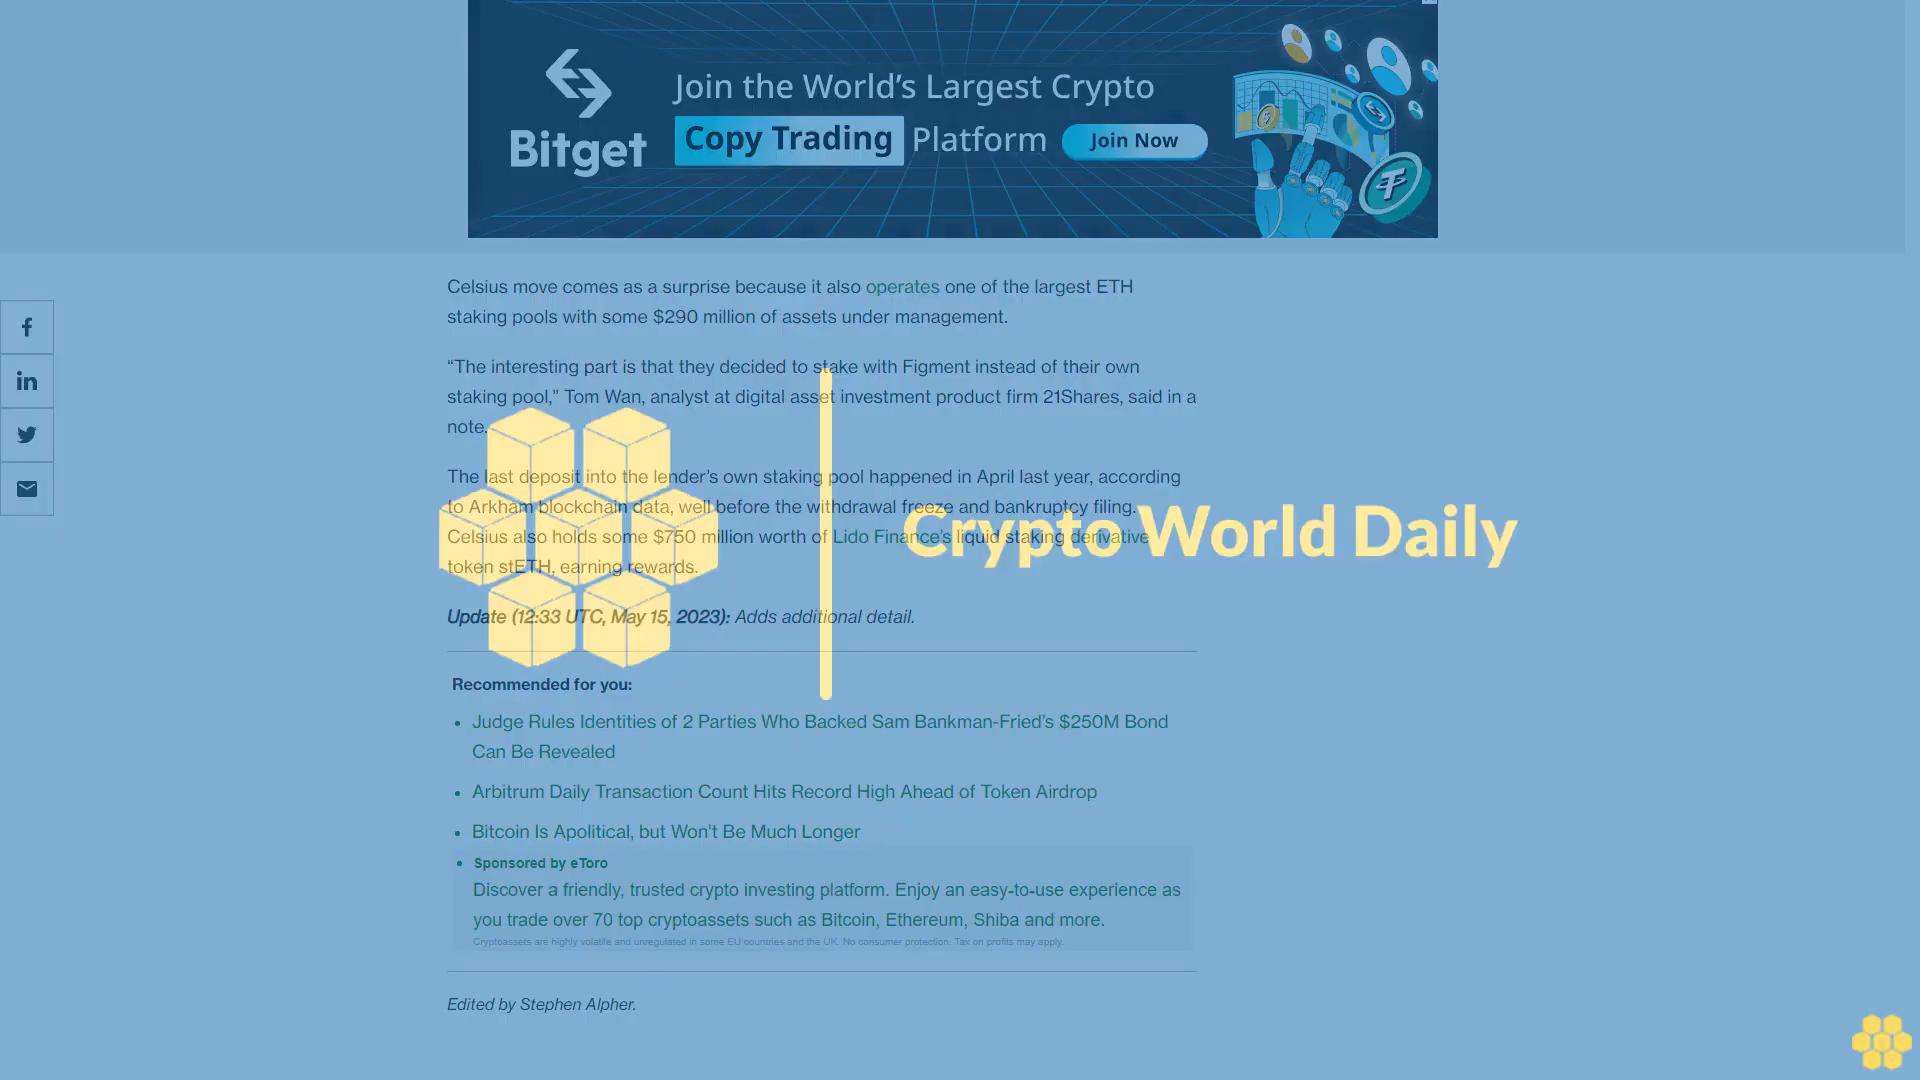 Join the World's Largest Crypto
Bitget
Copy Trading Platform Join Now
Celsius move comes as a surprise because it also operates one of the largest ETH
staking pools with some $290 million of assets under management.
“The interesting part is that they decided to stake with Figment instead of their own
staking pool,” Tom Wan, analyst at digital asset investment product firm 21Shares, said in a
note.
The last deposit into the lender’s own staking pool happened in April last year, according
to Arkham blockchain data, well before the withdrawal freeze and bankruptcy filing.
Celsius also holds some $750 million worth of Lido Finance’s liquid staking derivative
token stETH, earning rewards.
Crypto World Daily
Update (12:33 UTC, May 15, 2023): Adds additional detail.
Recommended for you:
• Judge Rules Identities of 2 Parties Who Backed Sam Bankman-Fried’s $250M Bond
Can Be Revealed
• Arbitrum Daily Transaction Count Hits Record High Ahead of Token Airdrop
• Bitcoin Is Apolitical, but Won't Be Much Longer
• Sponsored by eToro
Discover a friendly, trusted crypto investing platform. Enjoy an easy-to-use experience as
you trade over 70 top cryptoassets such as Bitcoin, Ethereum, Shiba and more.
Cryptoassets are highly volatile and unregulated in some EU countries and the UK. No consumer protection. Tax on profits may apply.
Edited by Stephen Alpher.